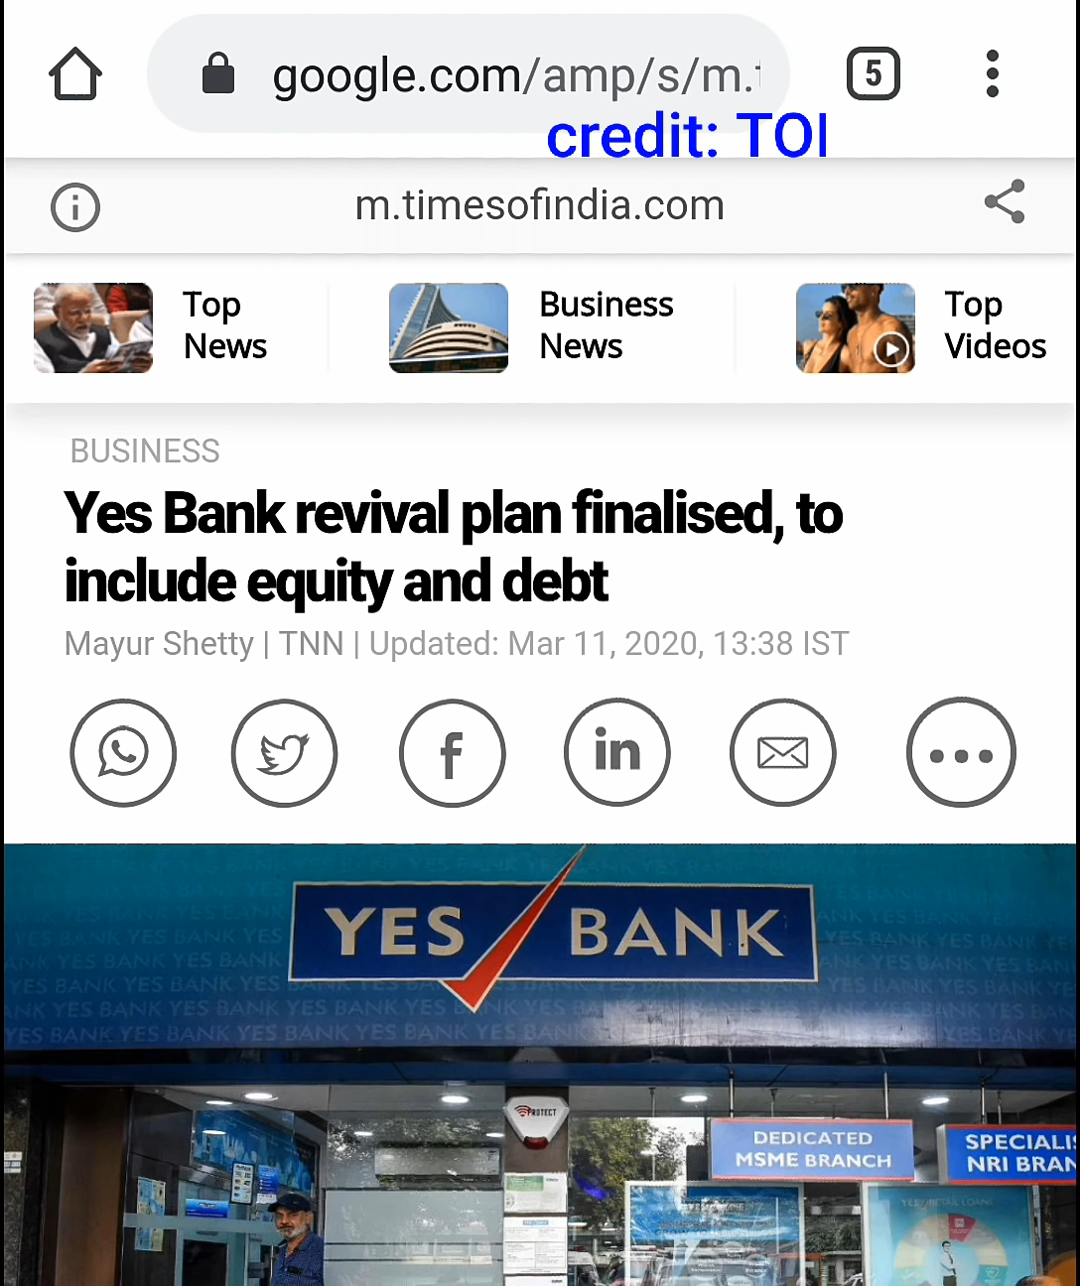 google.com/amp/s/m.
5
credit: TOI
m.timesofindia.com
Top
News
Business
News
Top
Videos
BUSINESS
Yes Bank revival plan finalised, to
include equity and debt
Mayur Shetty | TNN | Updated: Mar 11, 2020, 13:38 IST
YES BANK
PROTECT
DEDICATED
MSME BRANCH
SPECIALIS
NRI BRAN